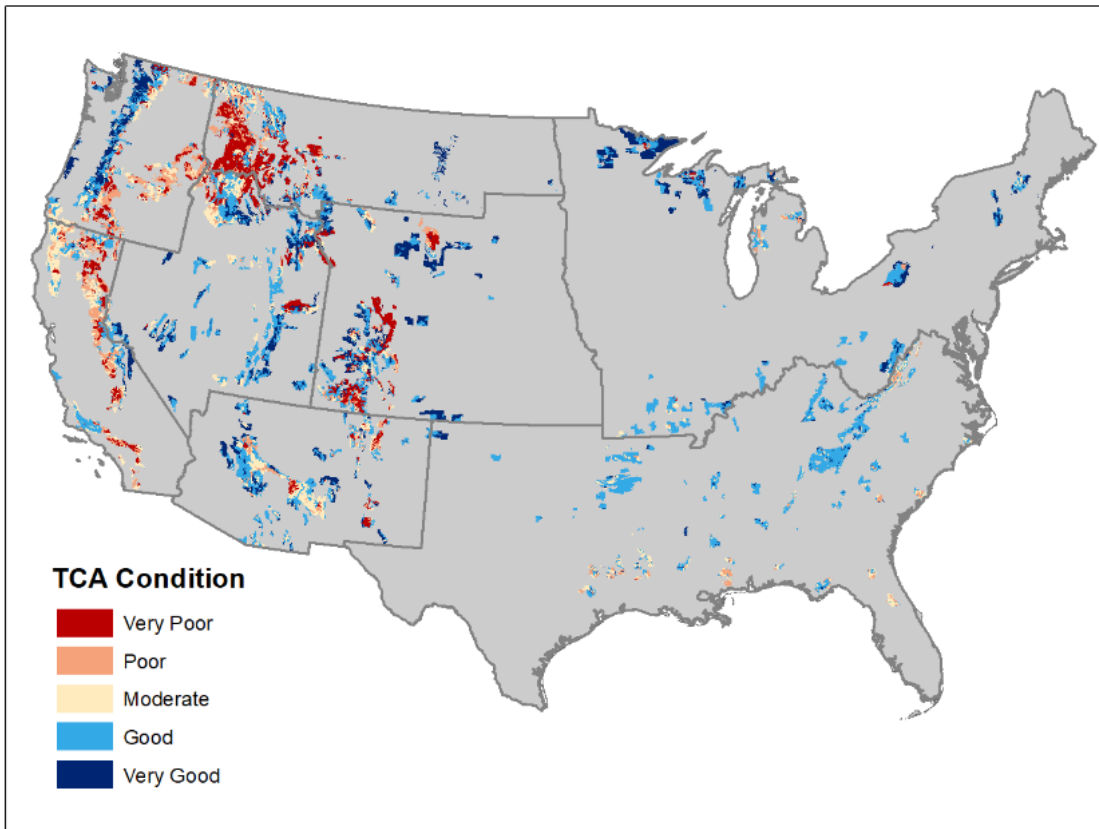 TCA Condition
Very Poor
Poor
Moderate
Good
Very Good